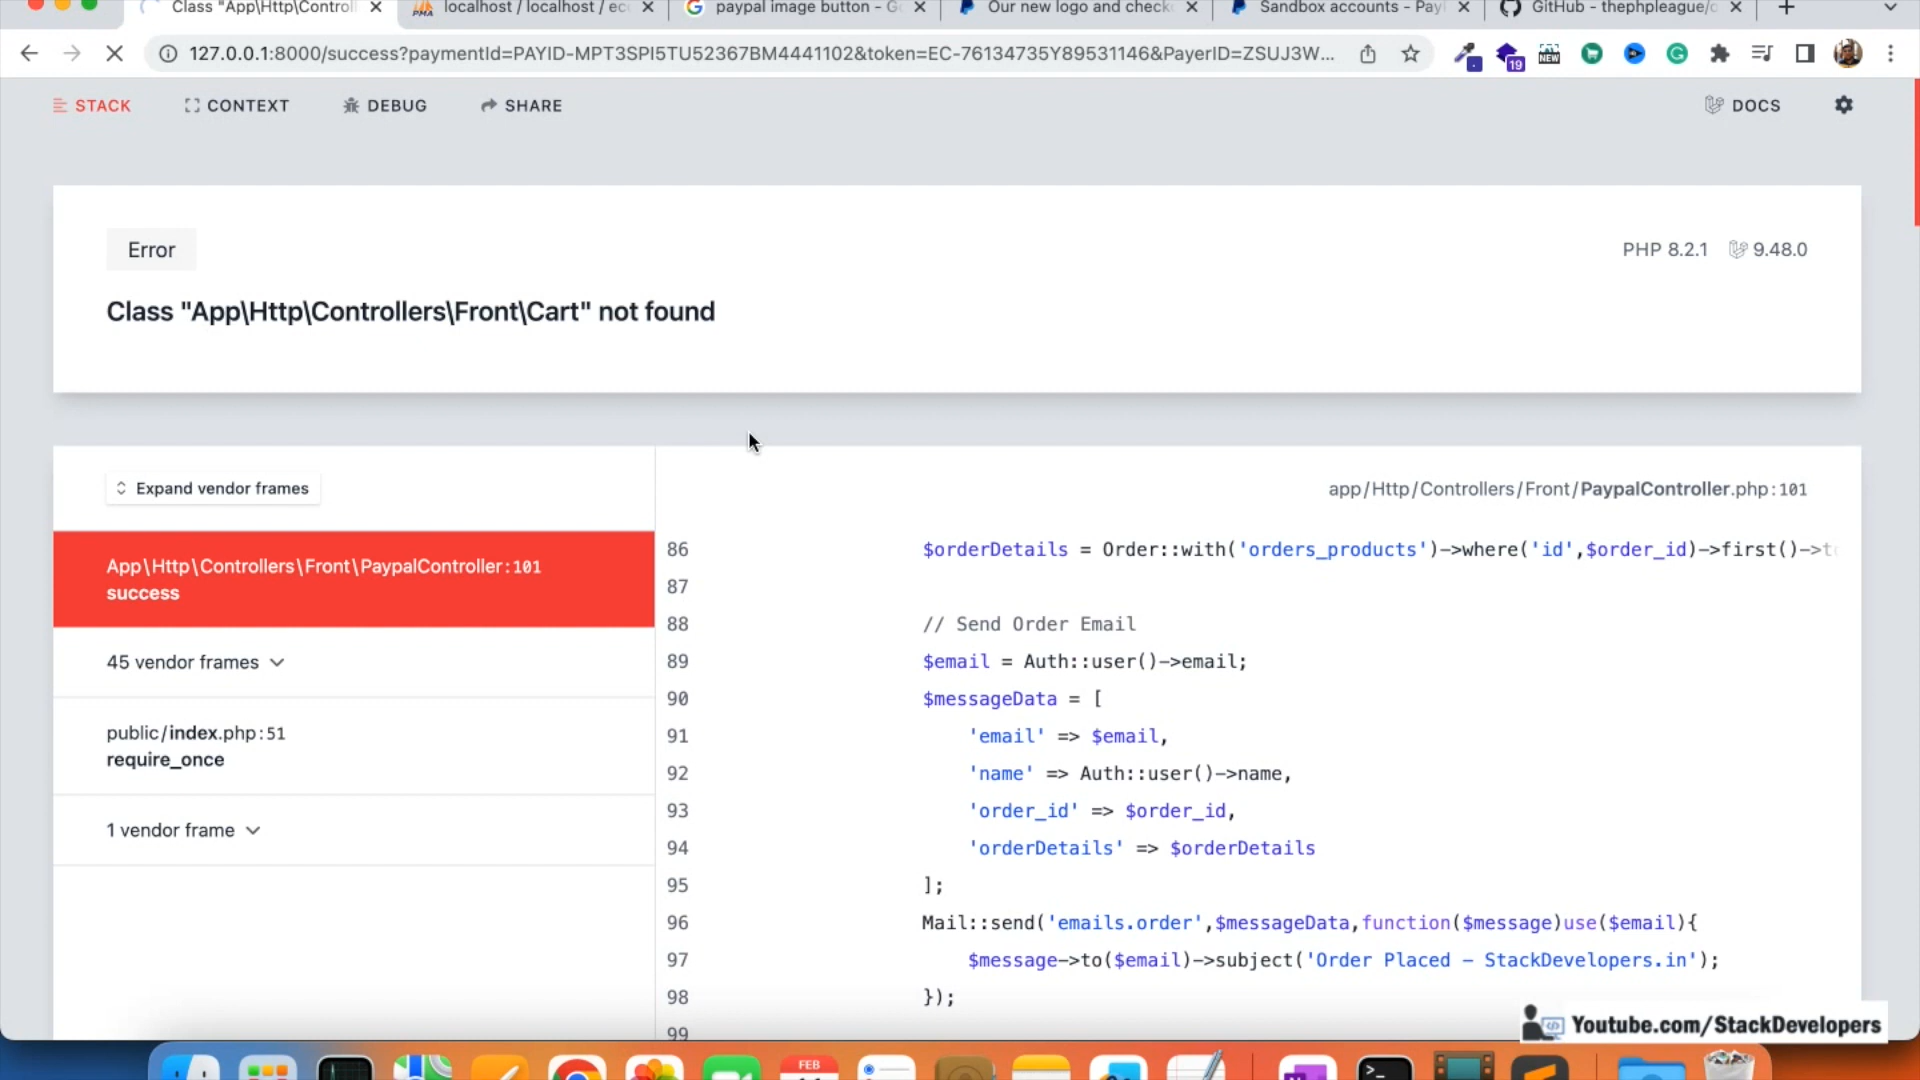 Class "App\Http\Controll
localhost / localhost / ec
paypal image button - G
Our new logo and check
Sandbox accounts - Pay
GitHub - thephpleague/
127.0.0.1:8000/success?paymentId=PAYID-MPT3SPI5TU52367BM4441102&token=EC-76134735Y89531146&PayerID=ZSUJ3W...
19
NEW
STACK
CONTEXT
DEBUG
SHARE
DOCS
Error
PHP 8.2.1
9.48.0
Class "App\Http\Controllers\Front\Cart" not found
Expand vendor frames
app/Http/Controllers/Front/PaypalController.php:101
App\Http\Controllers\Front\PaypalController:101
success
45 vendor frames
public/index.php:51
require_once
1 vendor frame
86 $orderDetails = Order::with('orders_products')->where('id',$order_id)->first()->t
87
88 // Send Order Email
89 $email = Auth::user()->email;
90 $messageData = [
91 'email' => $email,
92 'name' => Auth::user()->name,
93 'order_id' => $order_id,
94 'orderDetails' => $orderDetails
95 ];
96 Mail::send('emails.order',$messageData,function($message)use($email){
97 $message->to($email)->subject('Order Placed - StackDevelopers.in');
98 });
99
Youtube.com/StackDevelopers
FEB